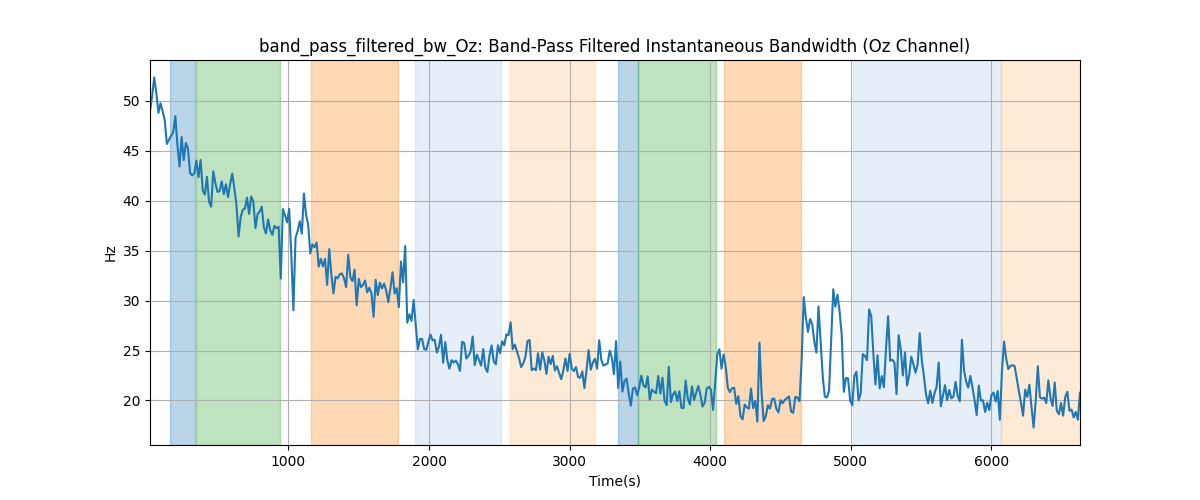 band_pass_filtered_bw_Oz: Band-Pass Filtered Instantaneous Bandwidth (Oz Channel)
50
45
40
35
30
25
20
Hz
1000 2000 3000 4000 5000 6000
Time(s)